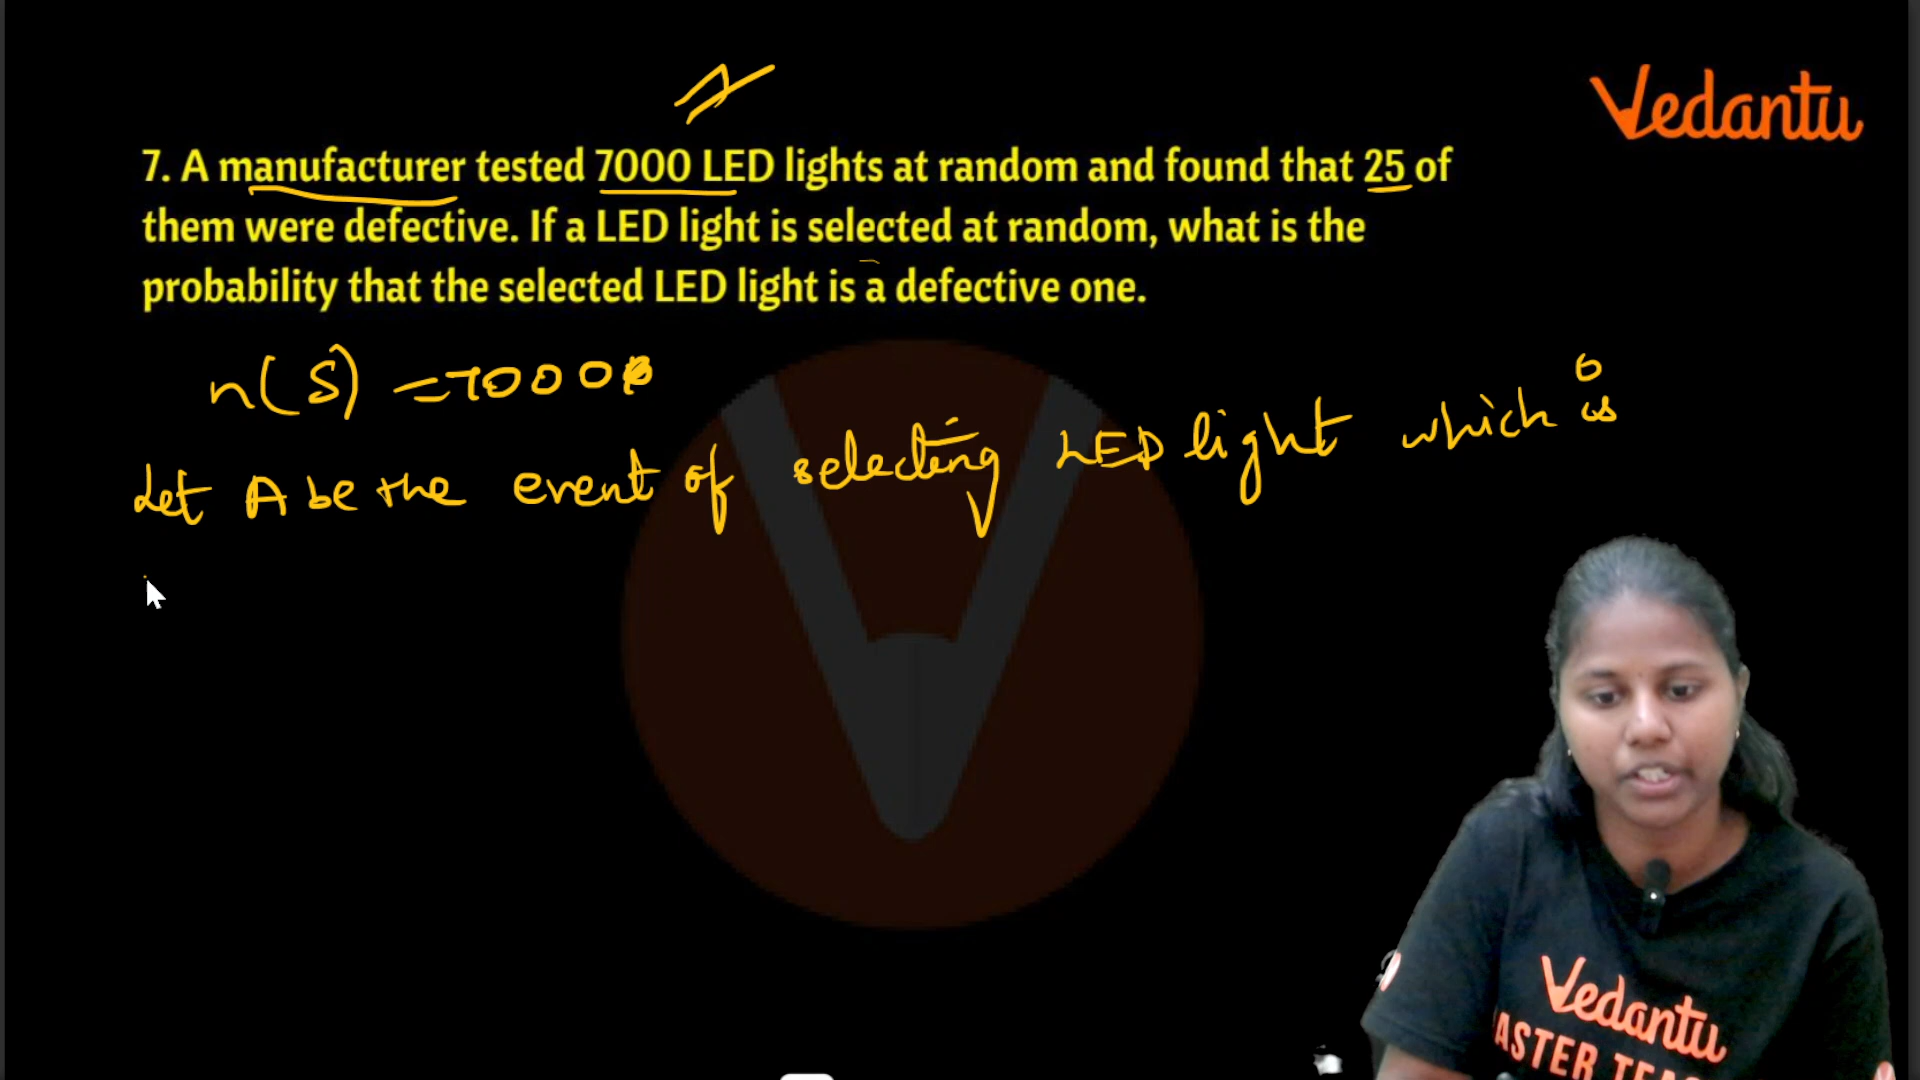 Vedantu
7. A manufacturer tested 7000 LED lights at random and found that 25 of
them were defective. If a LED light is selected at random, what is the
probability that the selected LED light is a defective one.
n(S) = 7000
Let A be the event of selecting LED light which is
Vedantu
ASTER TEAC